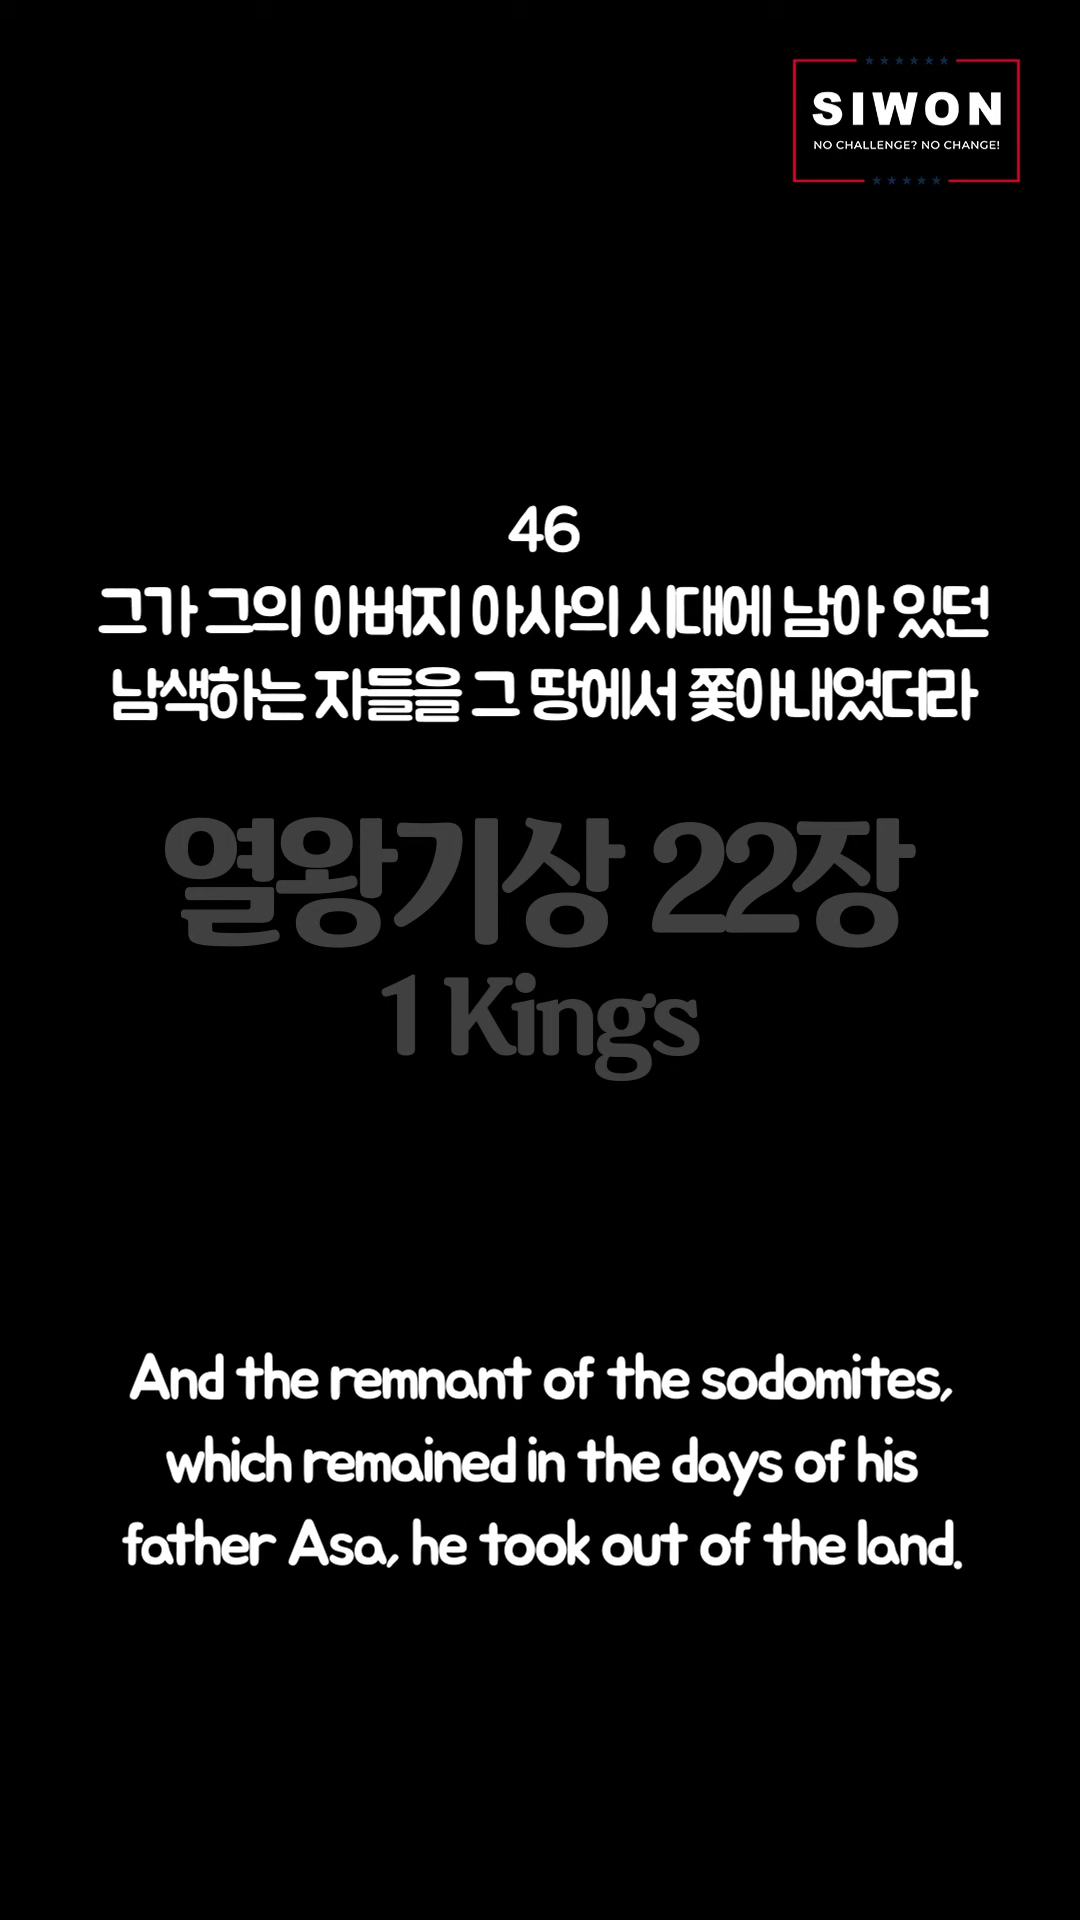 SIWON
NO CHALLENGE? NO CHANGE!
46
그가 그의 아버지 아사의 시대에 남아 있던
남색하는 자들을 그 땅에서 쫓아내었더라
열왕기상 22장
1 Kings
And the remnant of the sodomites,
which remained in the days of his
father Asa, he took out of the land.